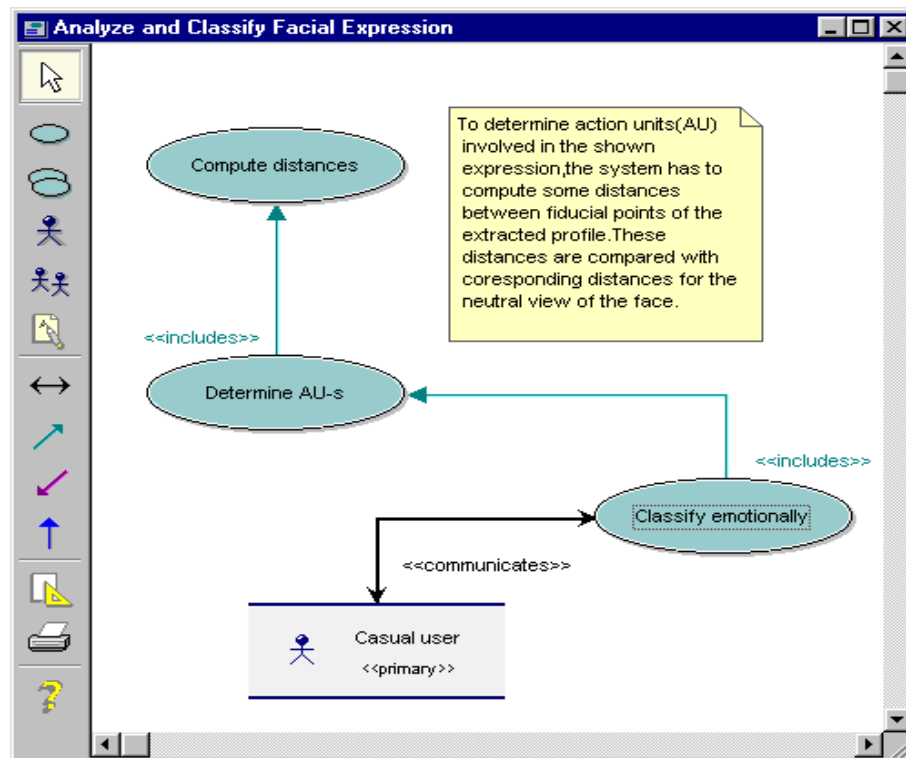 Analyze and Classify Facial Expression
Compute distances
To determine action units(AU)
involved in the shown
expression,the system has to
compute some distances
between fiducial points of the
extracted profile.These
distances are compared with
coresponding distances for the
neutral view of the face.
<<includes>>
Determine AU-s
<<includes>>
Classify emotionally
<<communicates>>
Casual user
<<primary>>